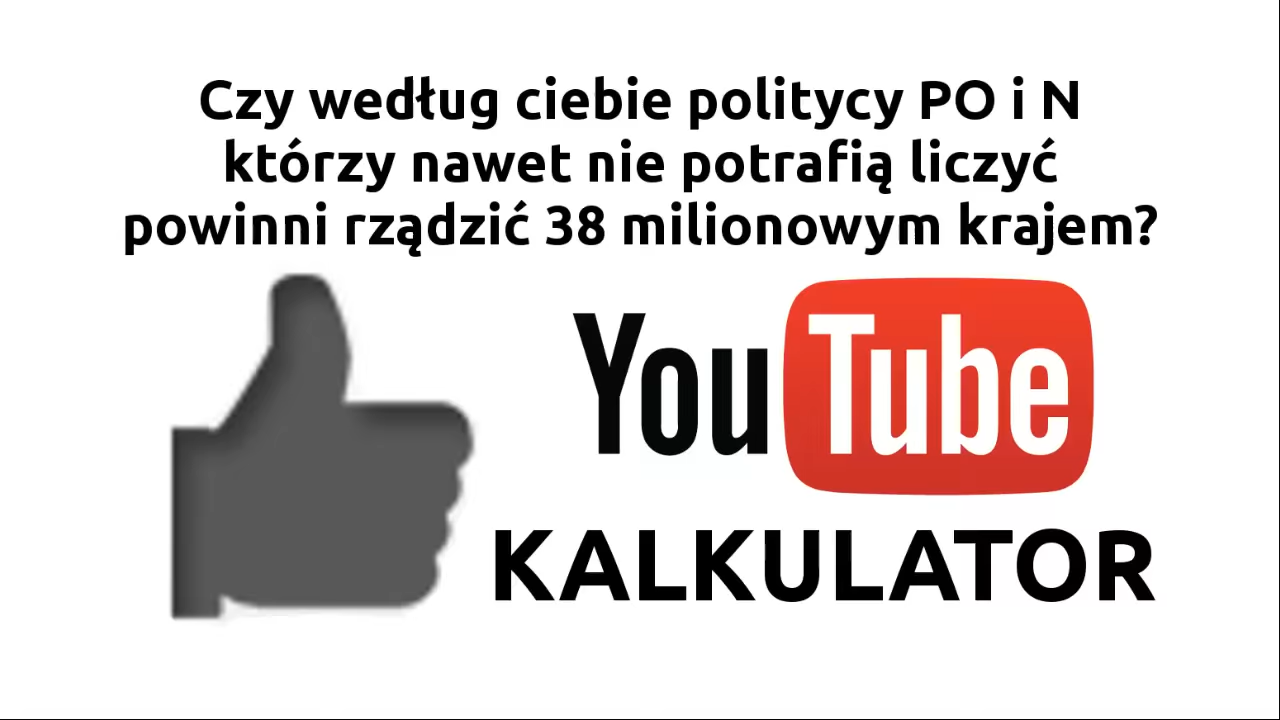 Czy według ciebie politycy PO i N
którzy nawet nie potrafią liczyć
powinni rządzić 38 milionowym krajem?
YouTube
KALKULATOR